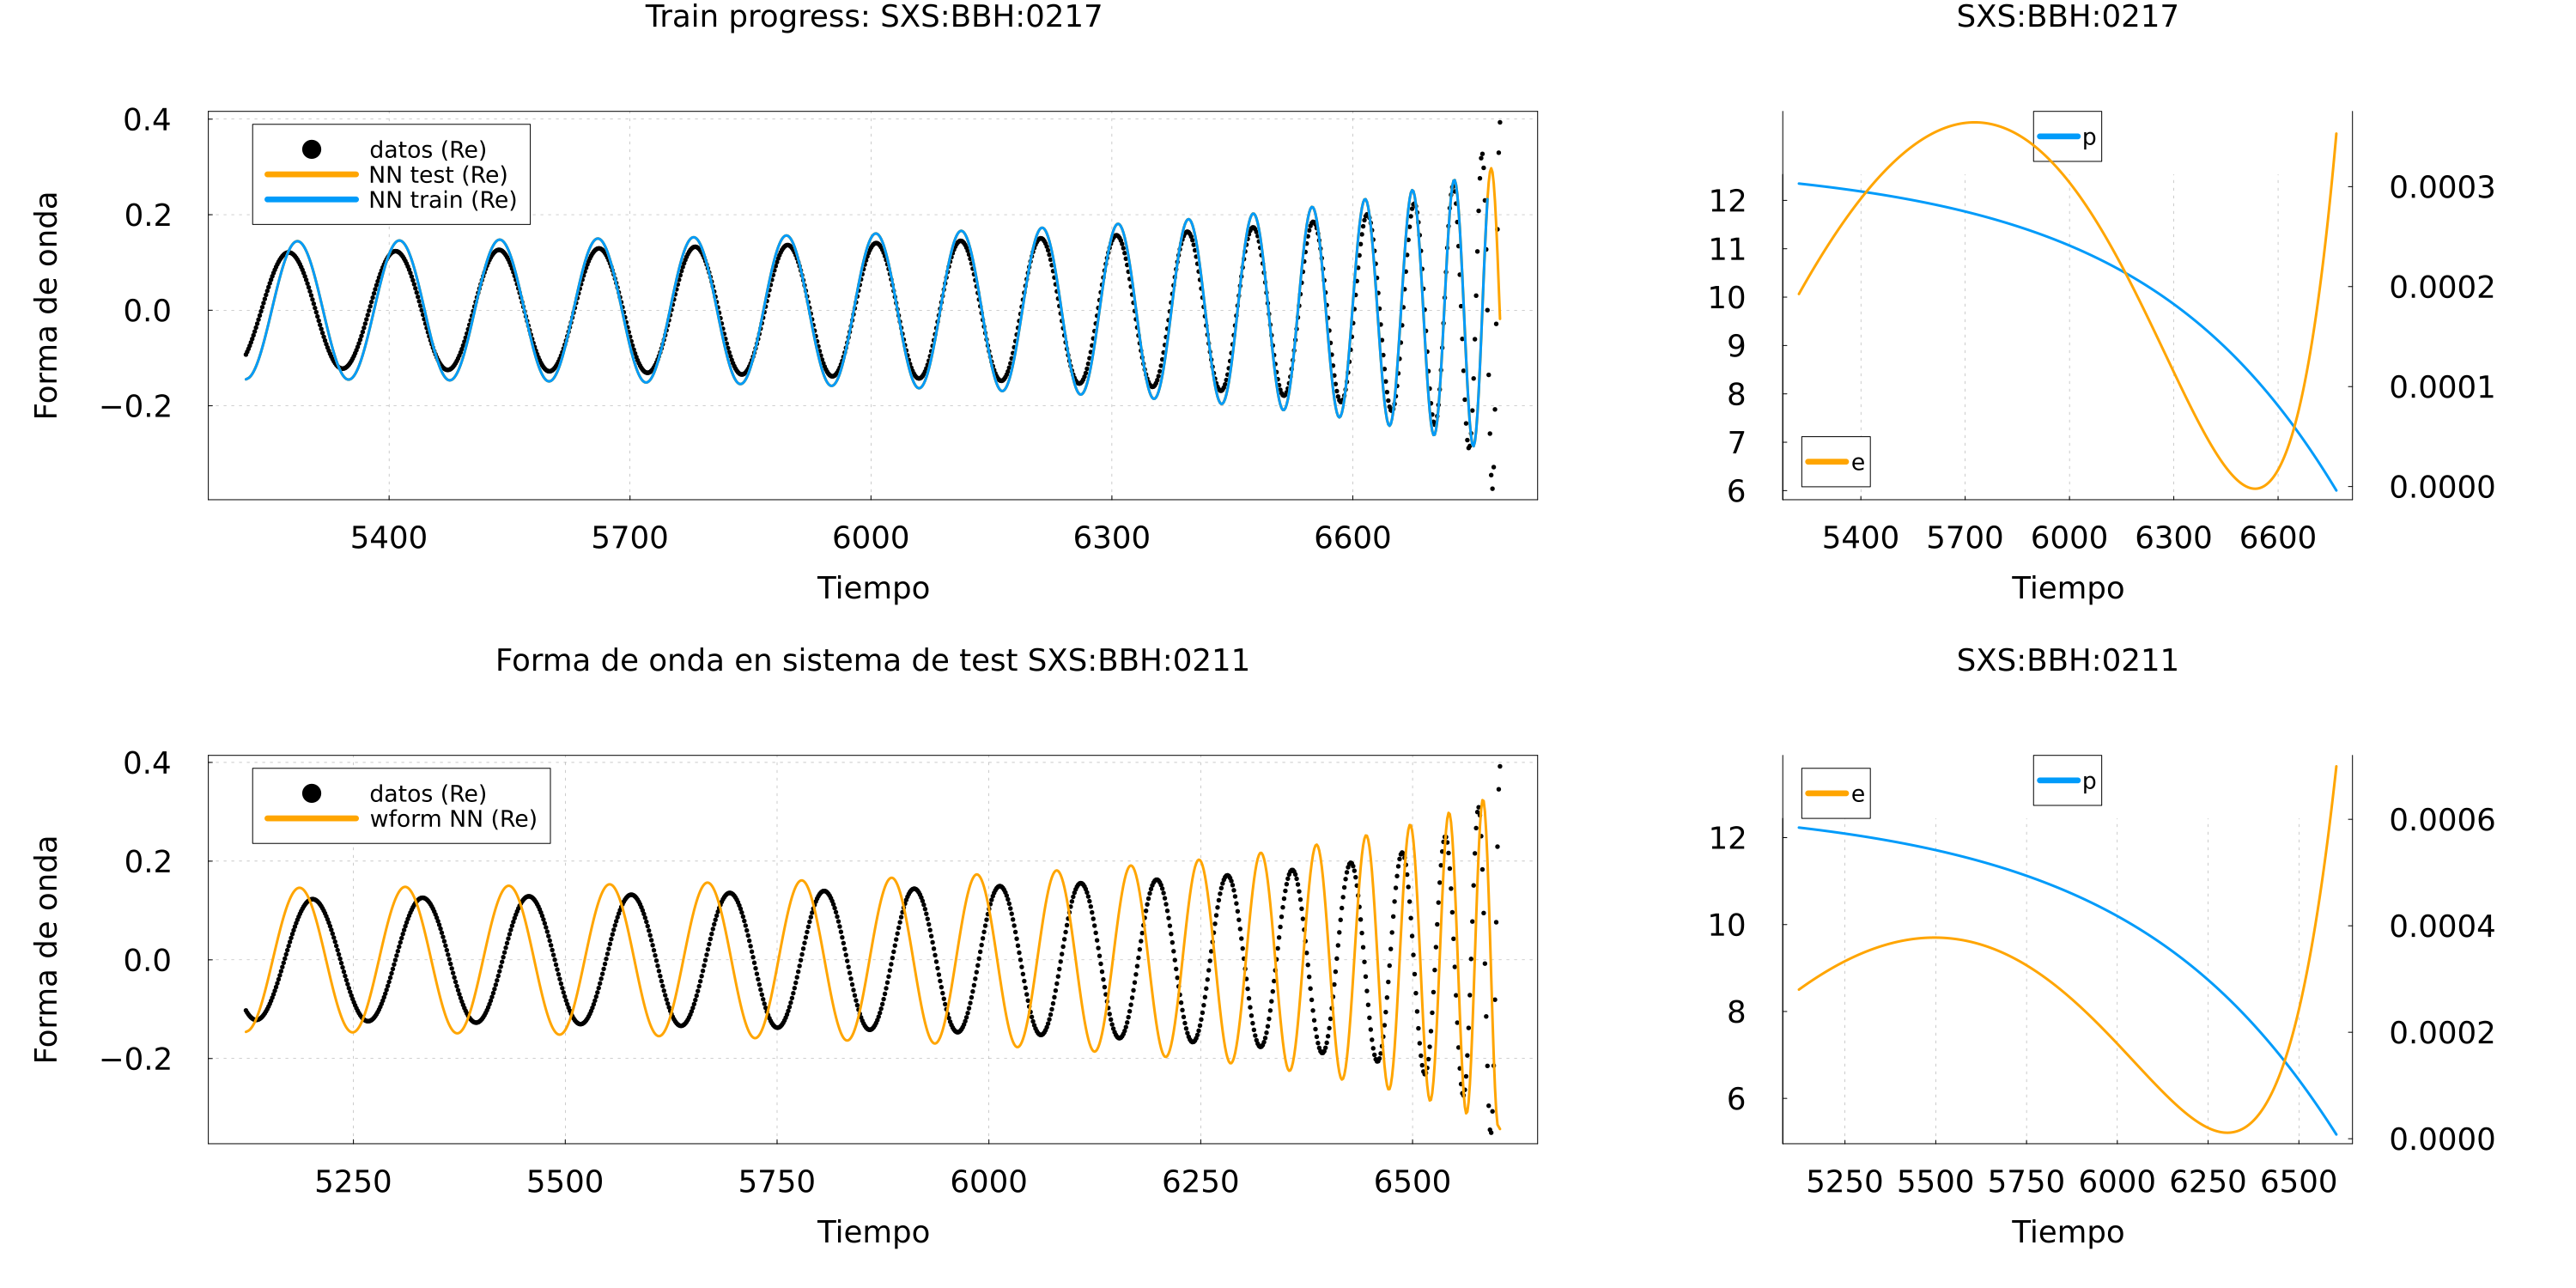 Train progress: SXS:BBH:0217
Forma de onda
0.4
0.2
0.0
−0.2
datos (Re)
NN test (Re)
NN train (Re)
5400 5700 6000 6300 6600
Tiempo
SXS:BBH:0217
12
11
10
9
8
7
6
p
e
0.0003
0.0002
0.0001
0.0000
5400 5700 6000 6300 6600
Tiempo
Forma de onda en sistema de test SXS:BBH:0211
Forma de onda
0.4
0.2
0.0
−0.2
datos (Re)
wform NN (Re)
5250 5500 5750 6000 6250 6500
Tiempo
SXS:BBH:0211
12
10
8
6
e
p
0.0006
0.0004
0.0002
0.0000
5250 5500 5750 6000 6250 6500
Tiempo